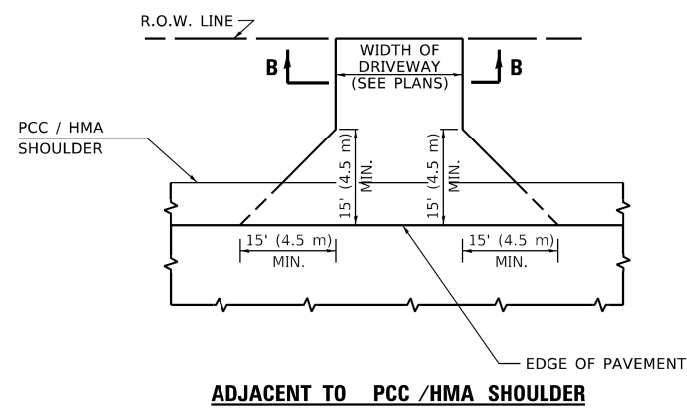 R.O.W. LINE
WIDTH OF
DRIVEWAY
(SEE PLANS)
B
B
PCC / HMA
SHOULDER
15' (4.5 m)
MIN.
15' (4.5 m)
MIN.
15' (4.5 m)
MIN.
15' (4.5 m)
MIN.
EDGE OF PAVEMENT
ADJACENT TO PCC /HMA SHOULDER